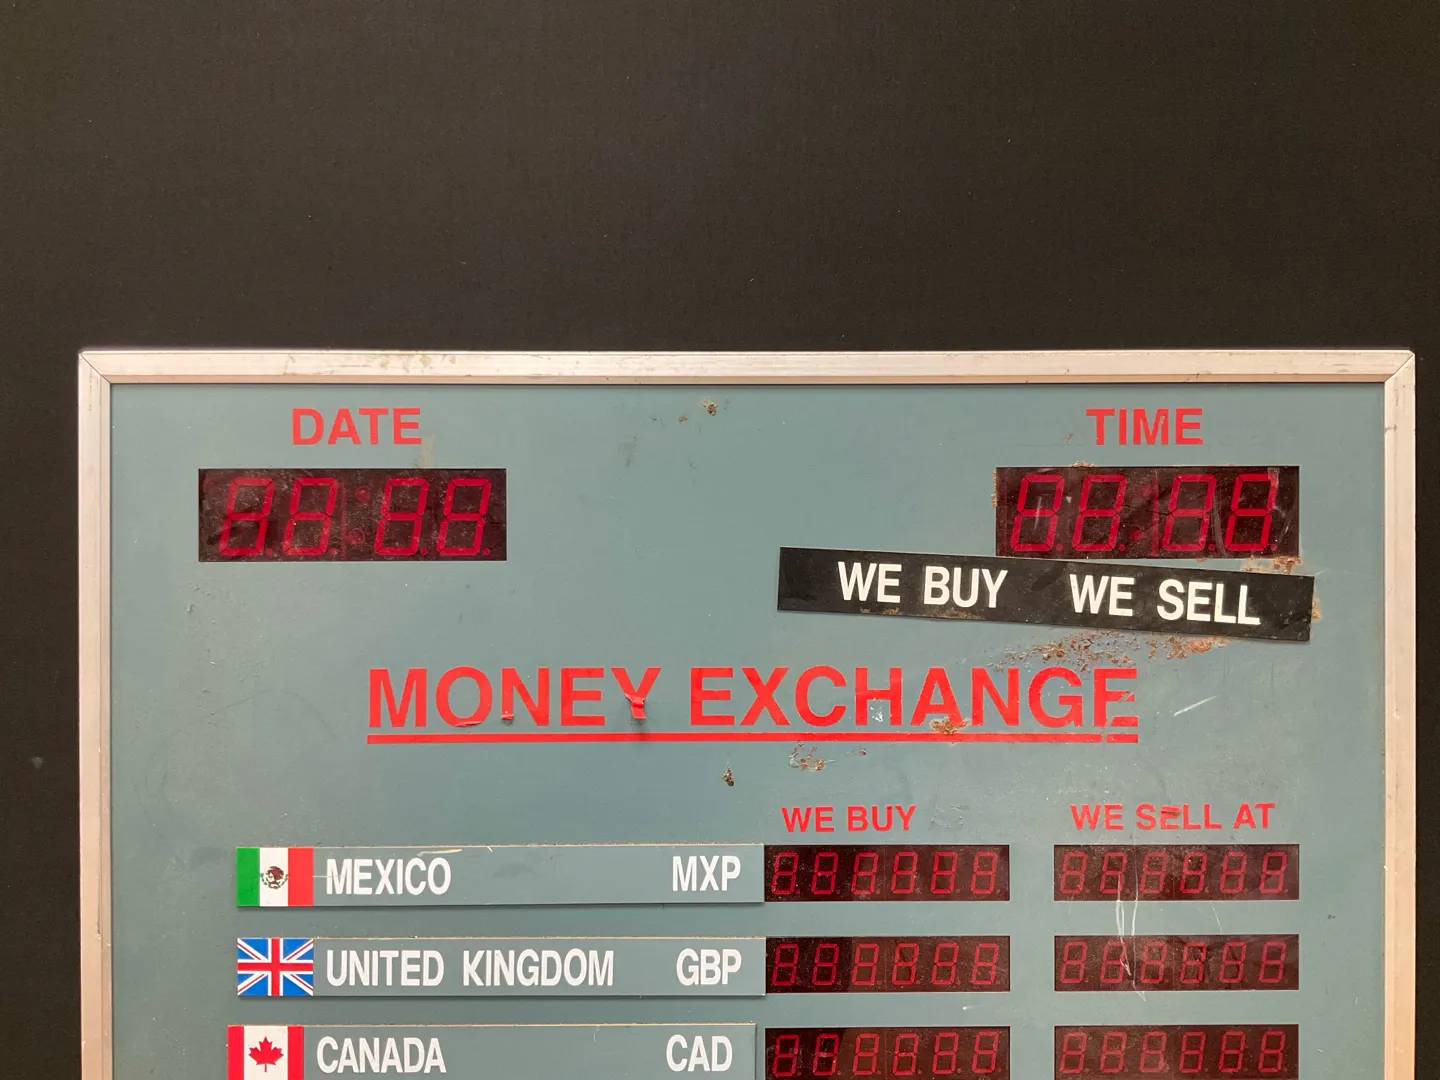 DATE TIME
WE BUY WE SELL
MONEY EXCHANGE
WE BUY WE SELL AT
MEXICO MXP
UNITED KINGDOM GBP
CANADA CAD